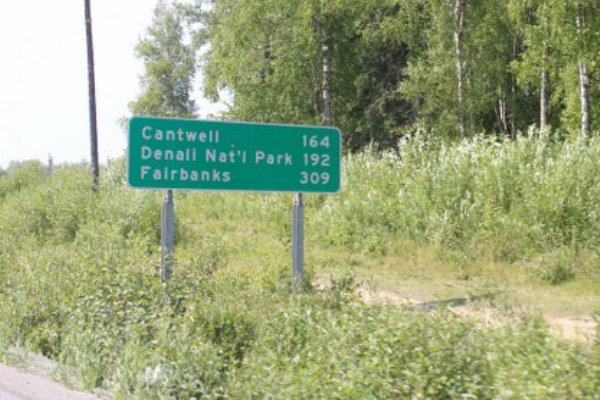 Cantwell 164
Denali Nat'l Park 192
Fairbanks 309